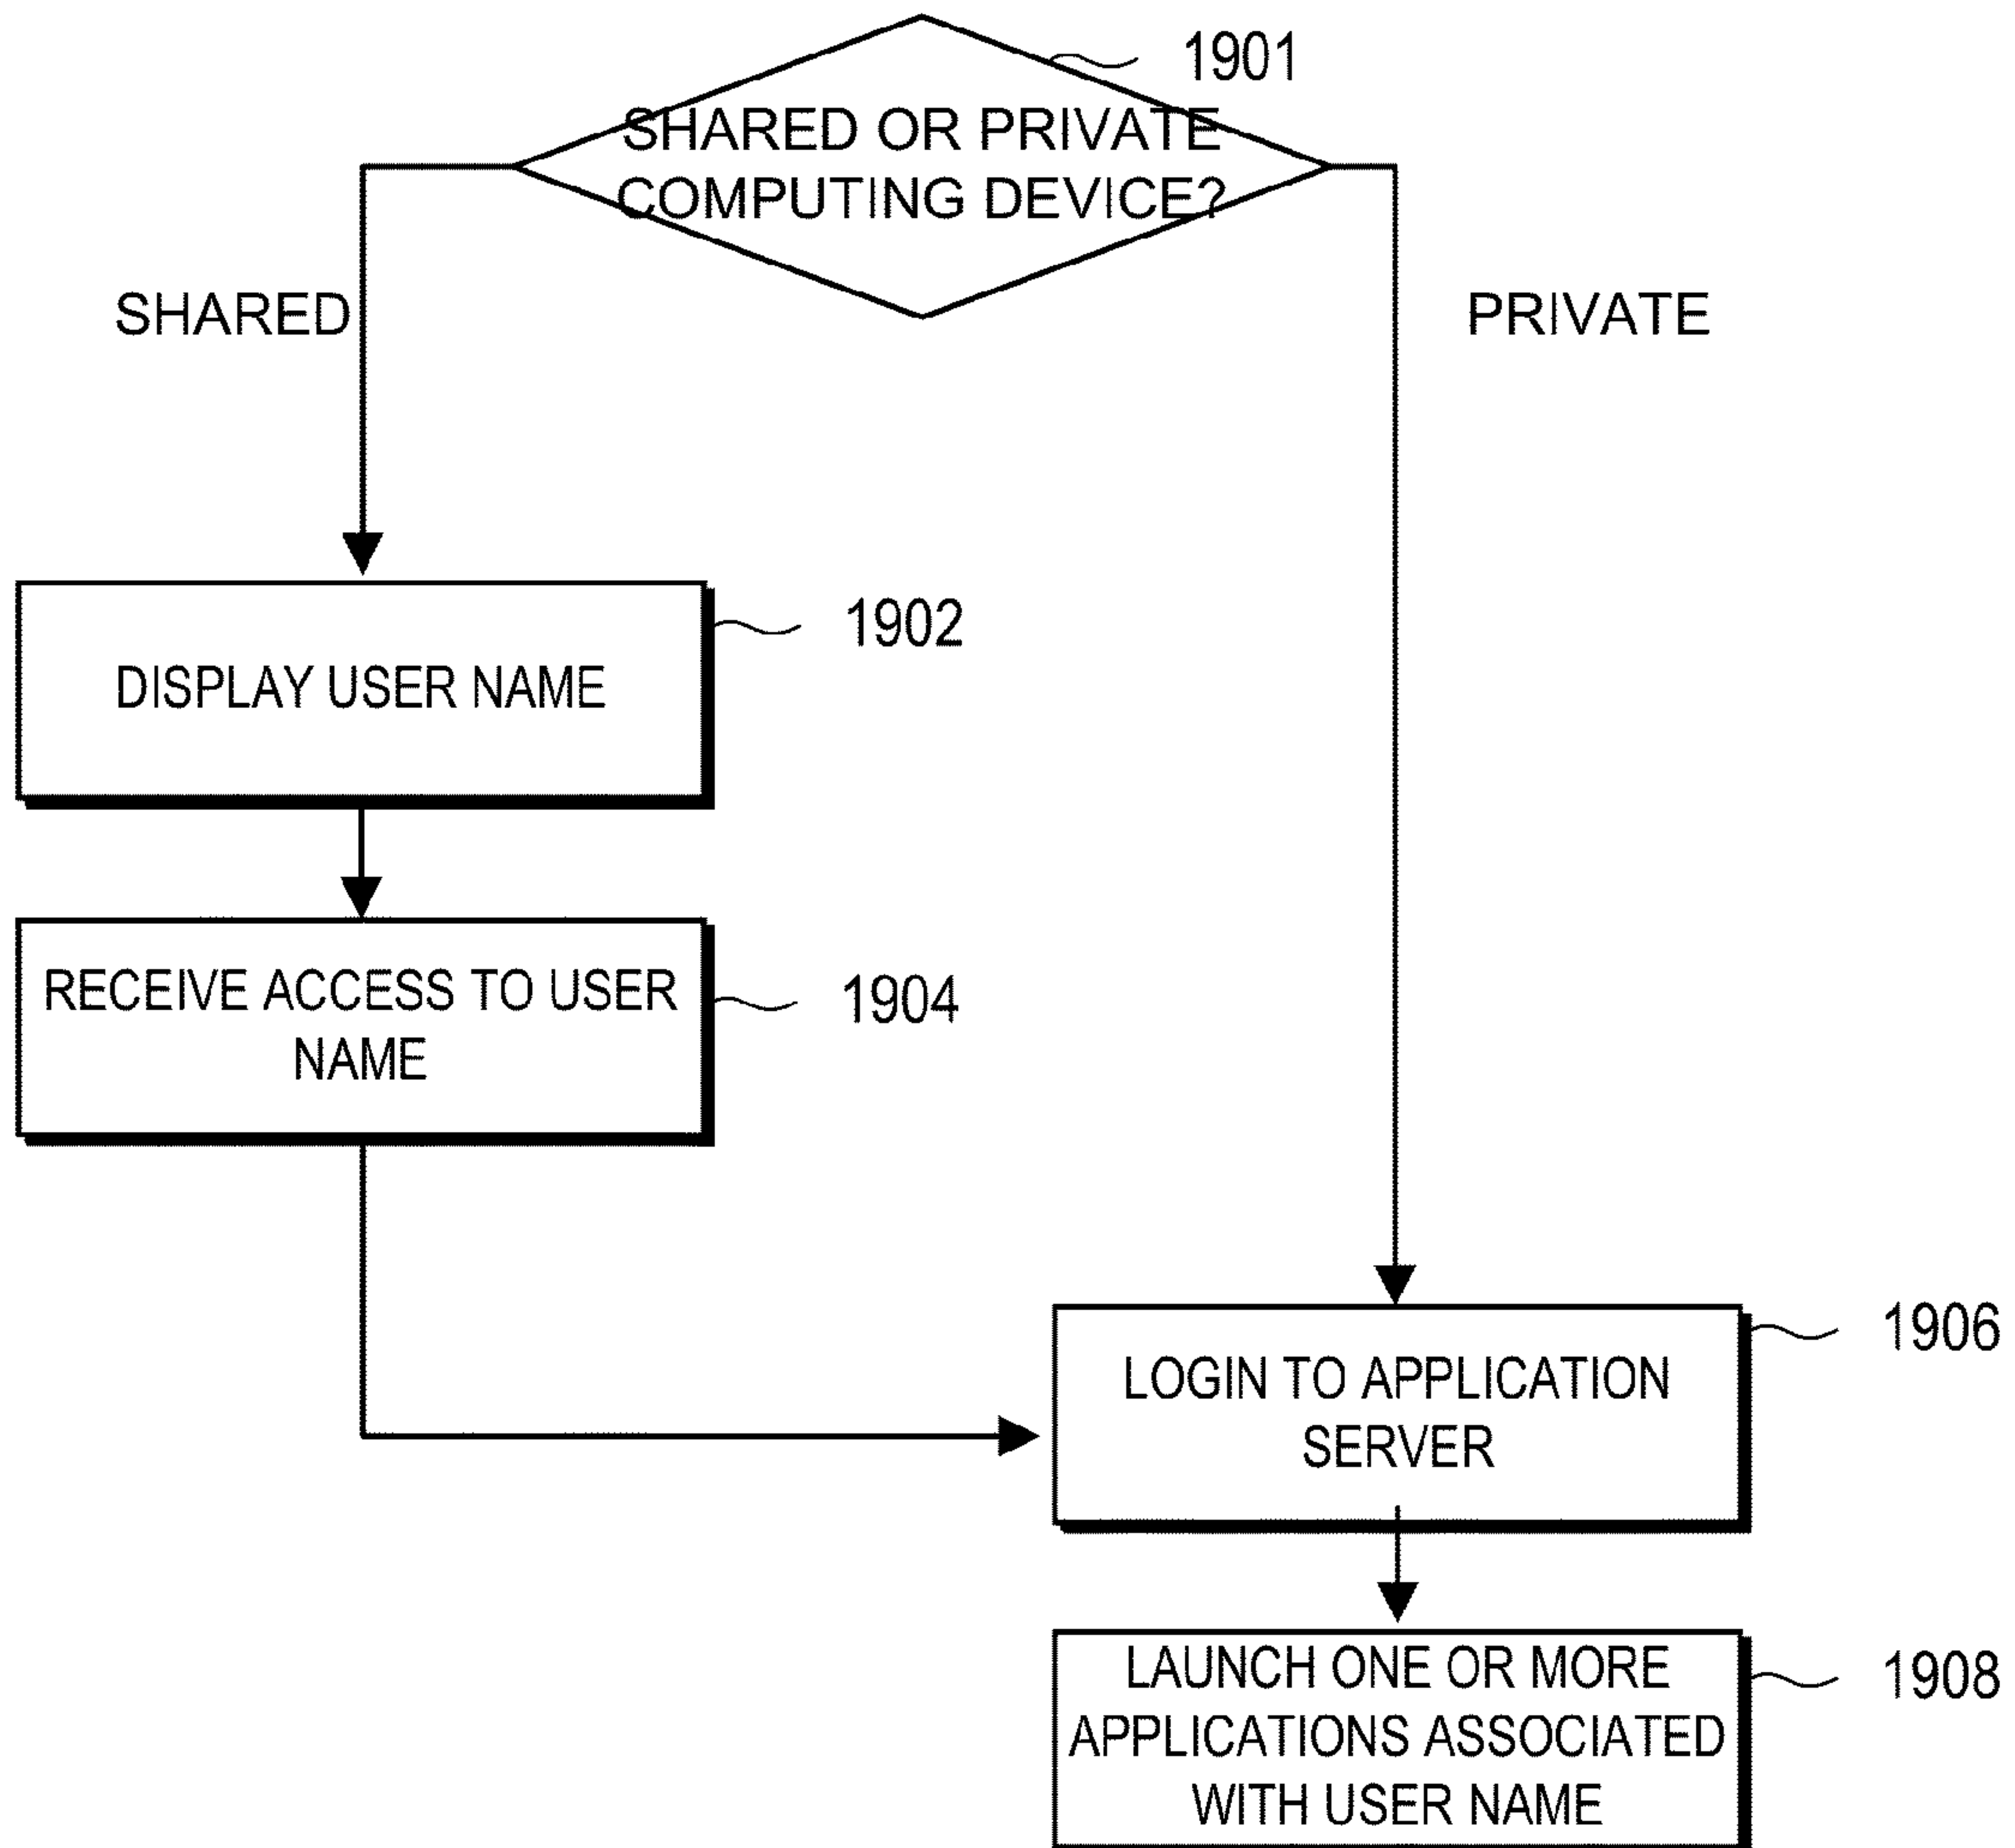 1901
SHARED OR PRIVATE
COMPUTING DEVICE?
SHARED
PRIVATE
1902
DISPLAY USER NAME
RECEIVE ACCESS TO USER
NAME
1904
1906
LOGIN TO APPLICATION
SERVER
LAUNCH ONE OR MORE
APPLICATIONS ASSOCIATED
WITH USER NAME
1908